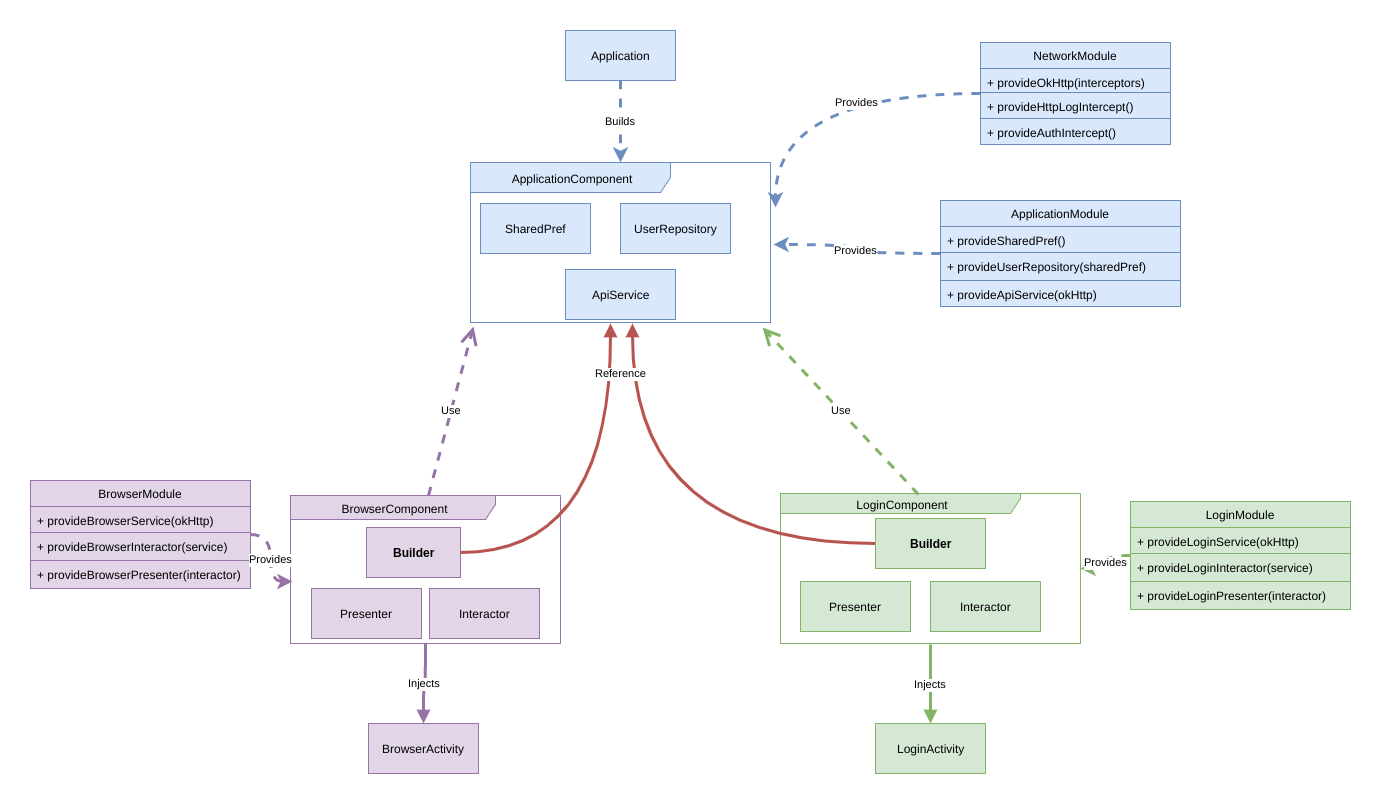 Application
Builds
NetworkModule
+ provideOkHttp(interceptors)
+ provideHttpLogIntercept()
+ provideAuthIntercept()
Provides
ApplicationComponent
SharedPref
UserRepository
ApiService
ApplicationModule
+ provideSharedPref()
+ provideUserRepository(sharedPref)
+ provideApiService(okHttp)
Provides
Reference
Use
Use
BrowserModule
+ provideBrowserService(okHttp)
+ provideBrowserInteractor(service)
+ provideBrowserPresenter(interactor)
Provides
BrowserComponent
Builder
Presenter
Interactor
LoginComponent
Builder
Presenter
Interactor
Provides
LoginModule
+ provideLoginService(okHttp)
+ provideLoginInteractor(service)
+ provideLoginPresenter(interactor)
Injects
Injects
BrowserActivity
LoginActivity